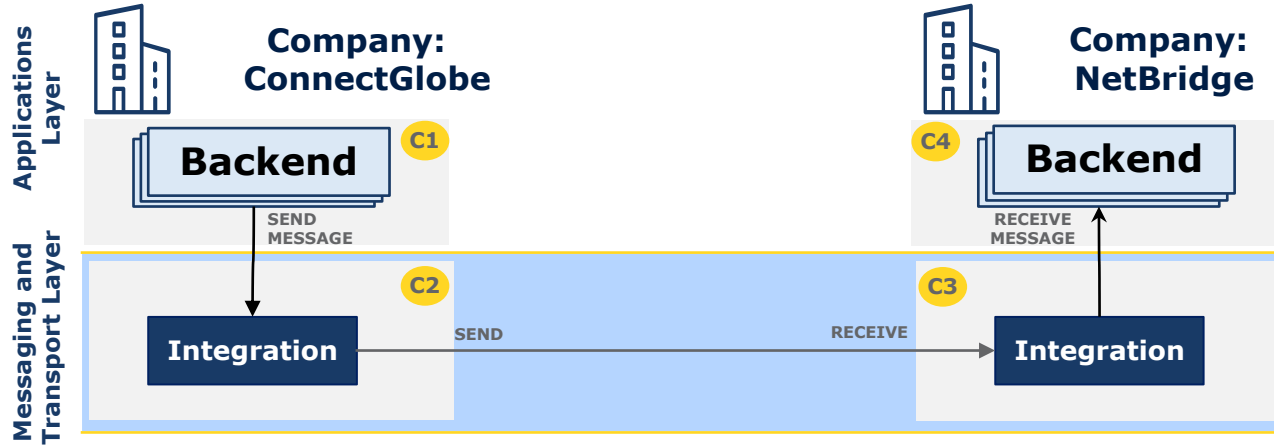 Applications
Layer
Company:
ConnectGlobe
Company:
NetBridge
C1
Backend
C4
Backend
SEND
MESSAGE
RECEIVE
MESSAGE
Messaging and
Transport Layer
C2
C3
Integration
SEND
RECEIVE
Integration